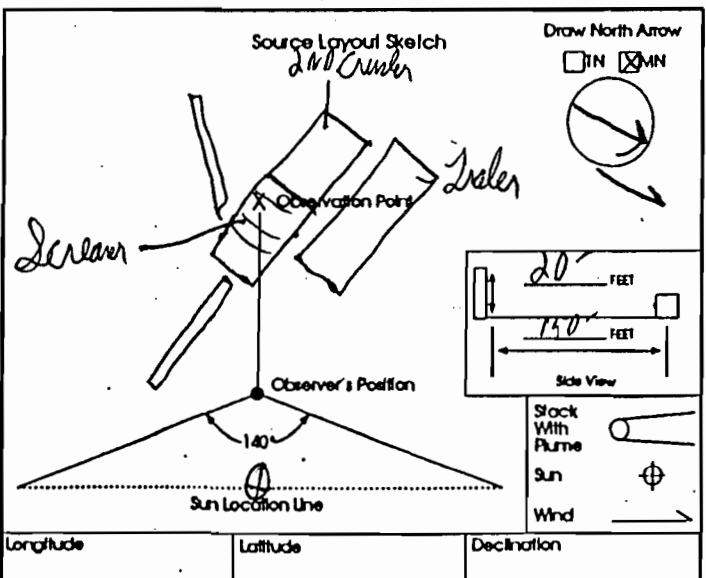 Source Layout Sketch
2ND Crusher
Draw North Arrow
TN X MN
X Observation Point
Trailer
Screener
20' FEET
150' FEET
Side View
Observer's Position
140
Sun Location Line
Stack
With
Plume
Sun
Wind
Longitude Latitude Declination